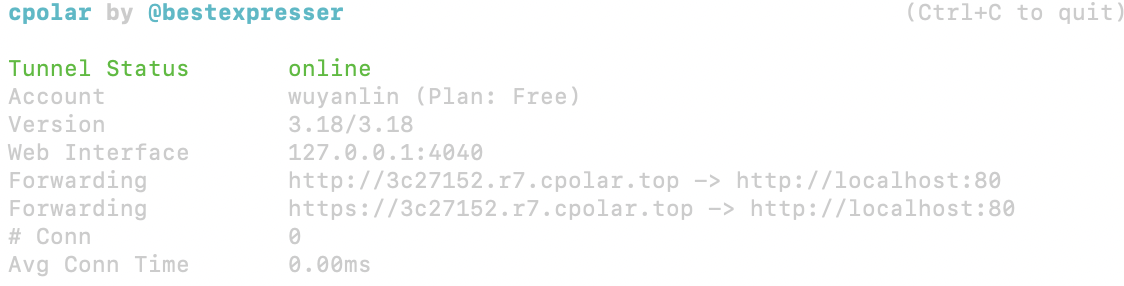 cpolar by @bestexpresser (Ctrl+C to quit)
Tunnel Status online
Account wuyanlin (Plan: Free)
Version 3.18/3.18
Web Interface 127.0.0.1:4040
Forwarding http://3c27152.r7.cpolar.top -> http://localhost:80
Forwarding https://3c27152.r7.cpolar.top -> http://localhost:80
# Conn 0
Avg Conn Time 0.00ms